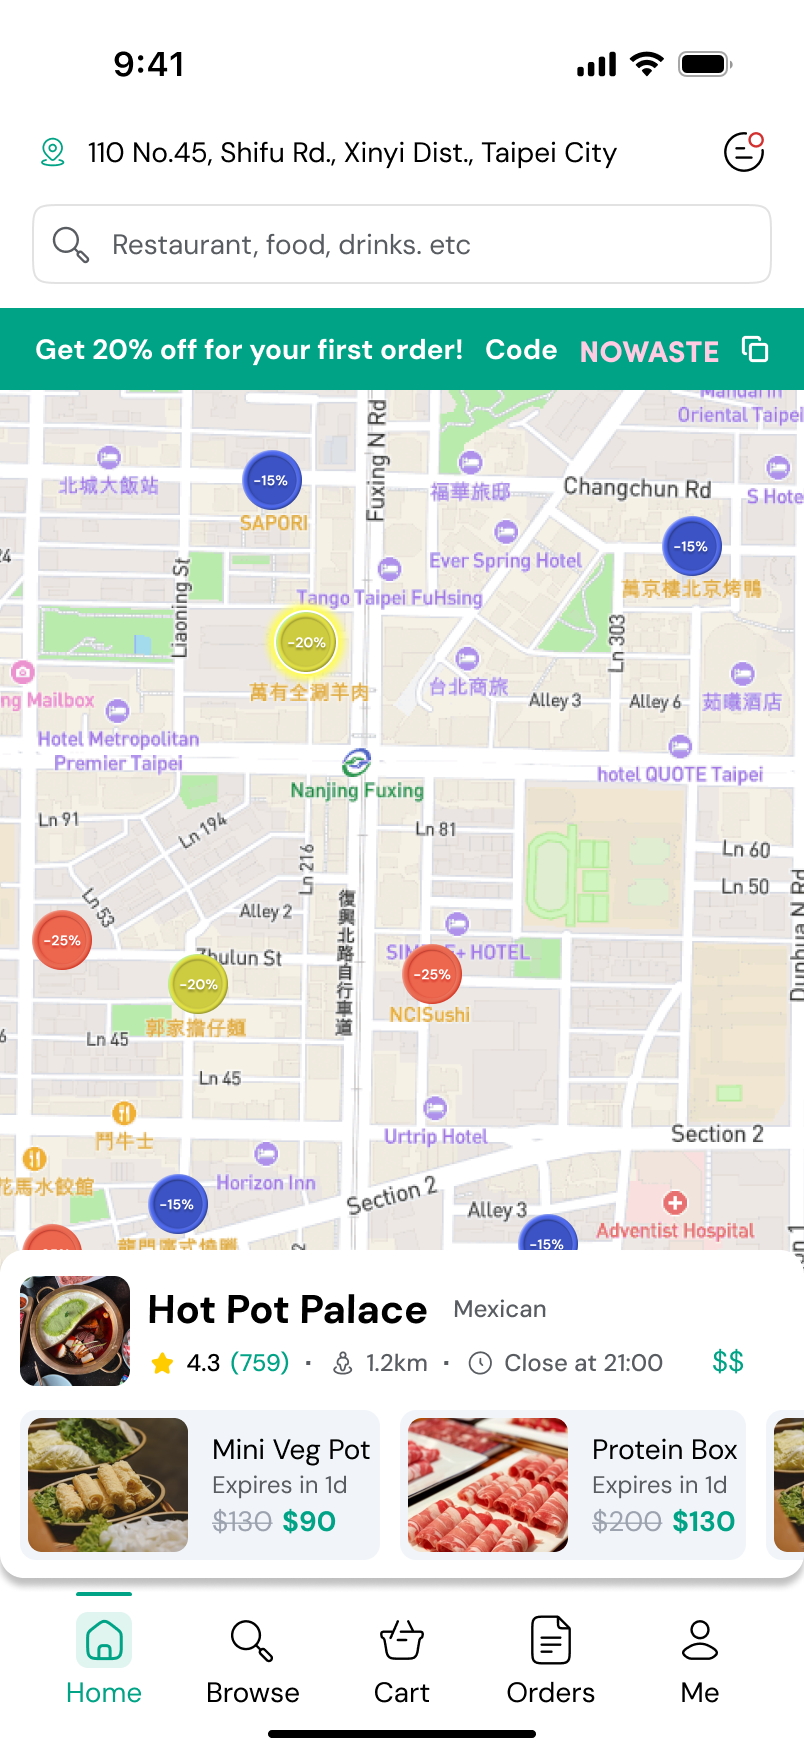 9:41
110 No.45, Shifu Rd., Xinyi Dist., Taipei City
Restaurant, food, drinks. etc
Get 20% off for your first order! Code NOWASTE
Mandarin
Oriental Taipei
Fuxing N Rd
北城大飯站
-15%
SAPORI
福華旅邸
Changchun Rd
S Hote
-15%
萬京樓北京烤鴨
24
Ever Spring Hotel
Liaoning St
Tango Taipei FuHsing
-20%
萬有全涮羊肉
Ln 303
台北商旅
Alley 3
Alley 6
茹曦酒店
ng Mailbox
Hotel Metropolitan
Premier Taipei
Nanjing Fuxing
hotel QUOTE Taipei
Ln 91
Ln 194
Ln 81
Ln 216
Ln 60
Ln 50
Ln 53
Alley 2
復興北路自行車道
Dunhua N Rd
-25%
Zhulun St
-20%
郭家擔仔麵
HOTEL
-25%
NCISushi
6
Ln 45
Ln 45
鬥牛士
Urtrip Hotel
Section 2
花馬水餃館
Horizon Inn
-15%
Section 2
Alley 3
Adventist Hospital
-15%
Hot Pot Palace Mexican
4.3 (759) · 1.2km · Close at 21:00 $$
Mini Veg Pot
Expires in 1d
$130 $90
Protein Box
Expires in 1d
$200 $130
Home Browse Cart Orders Me